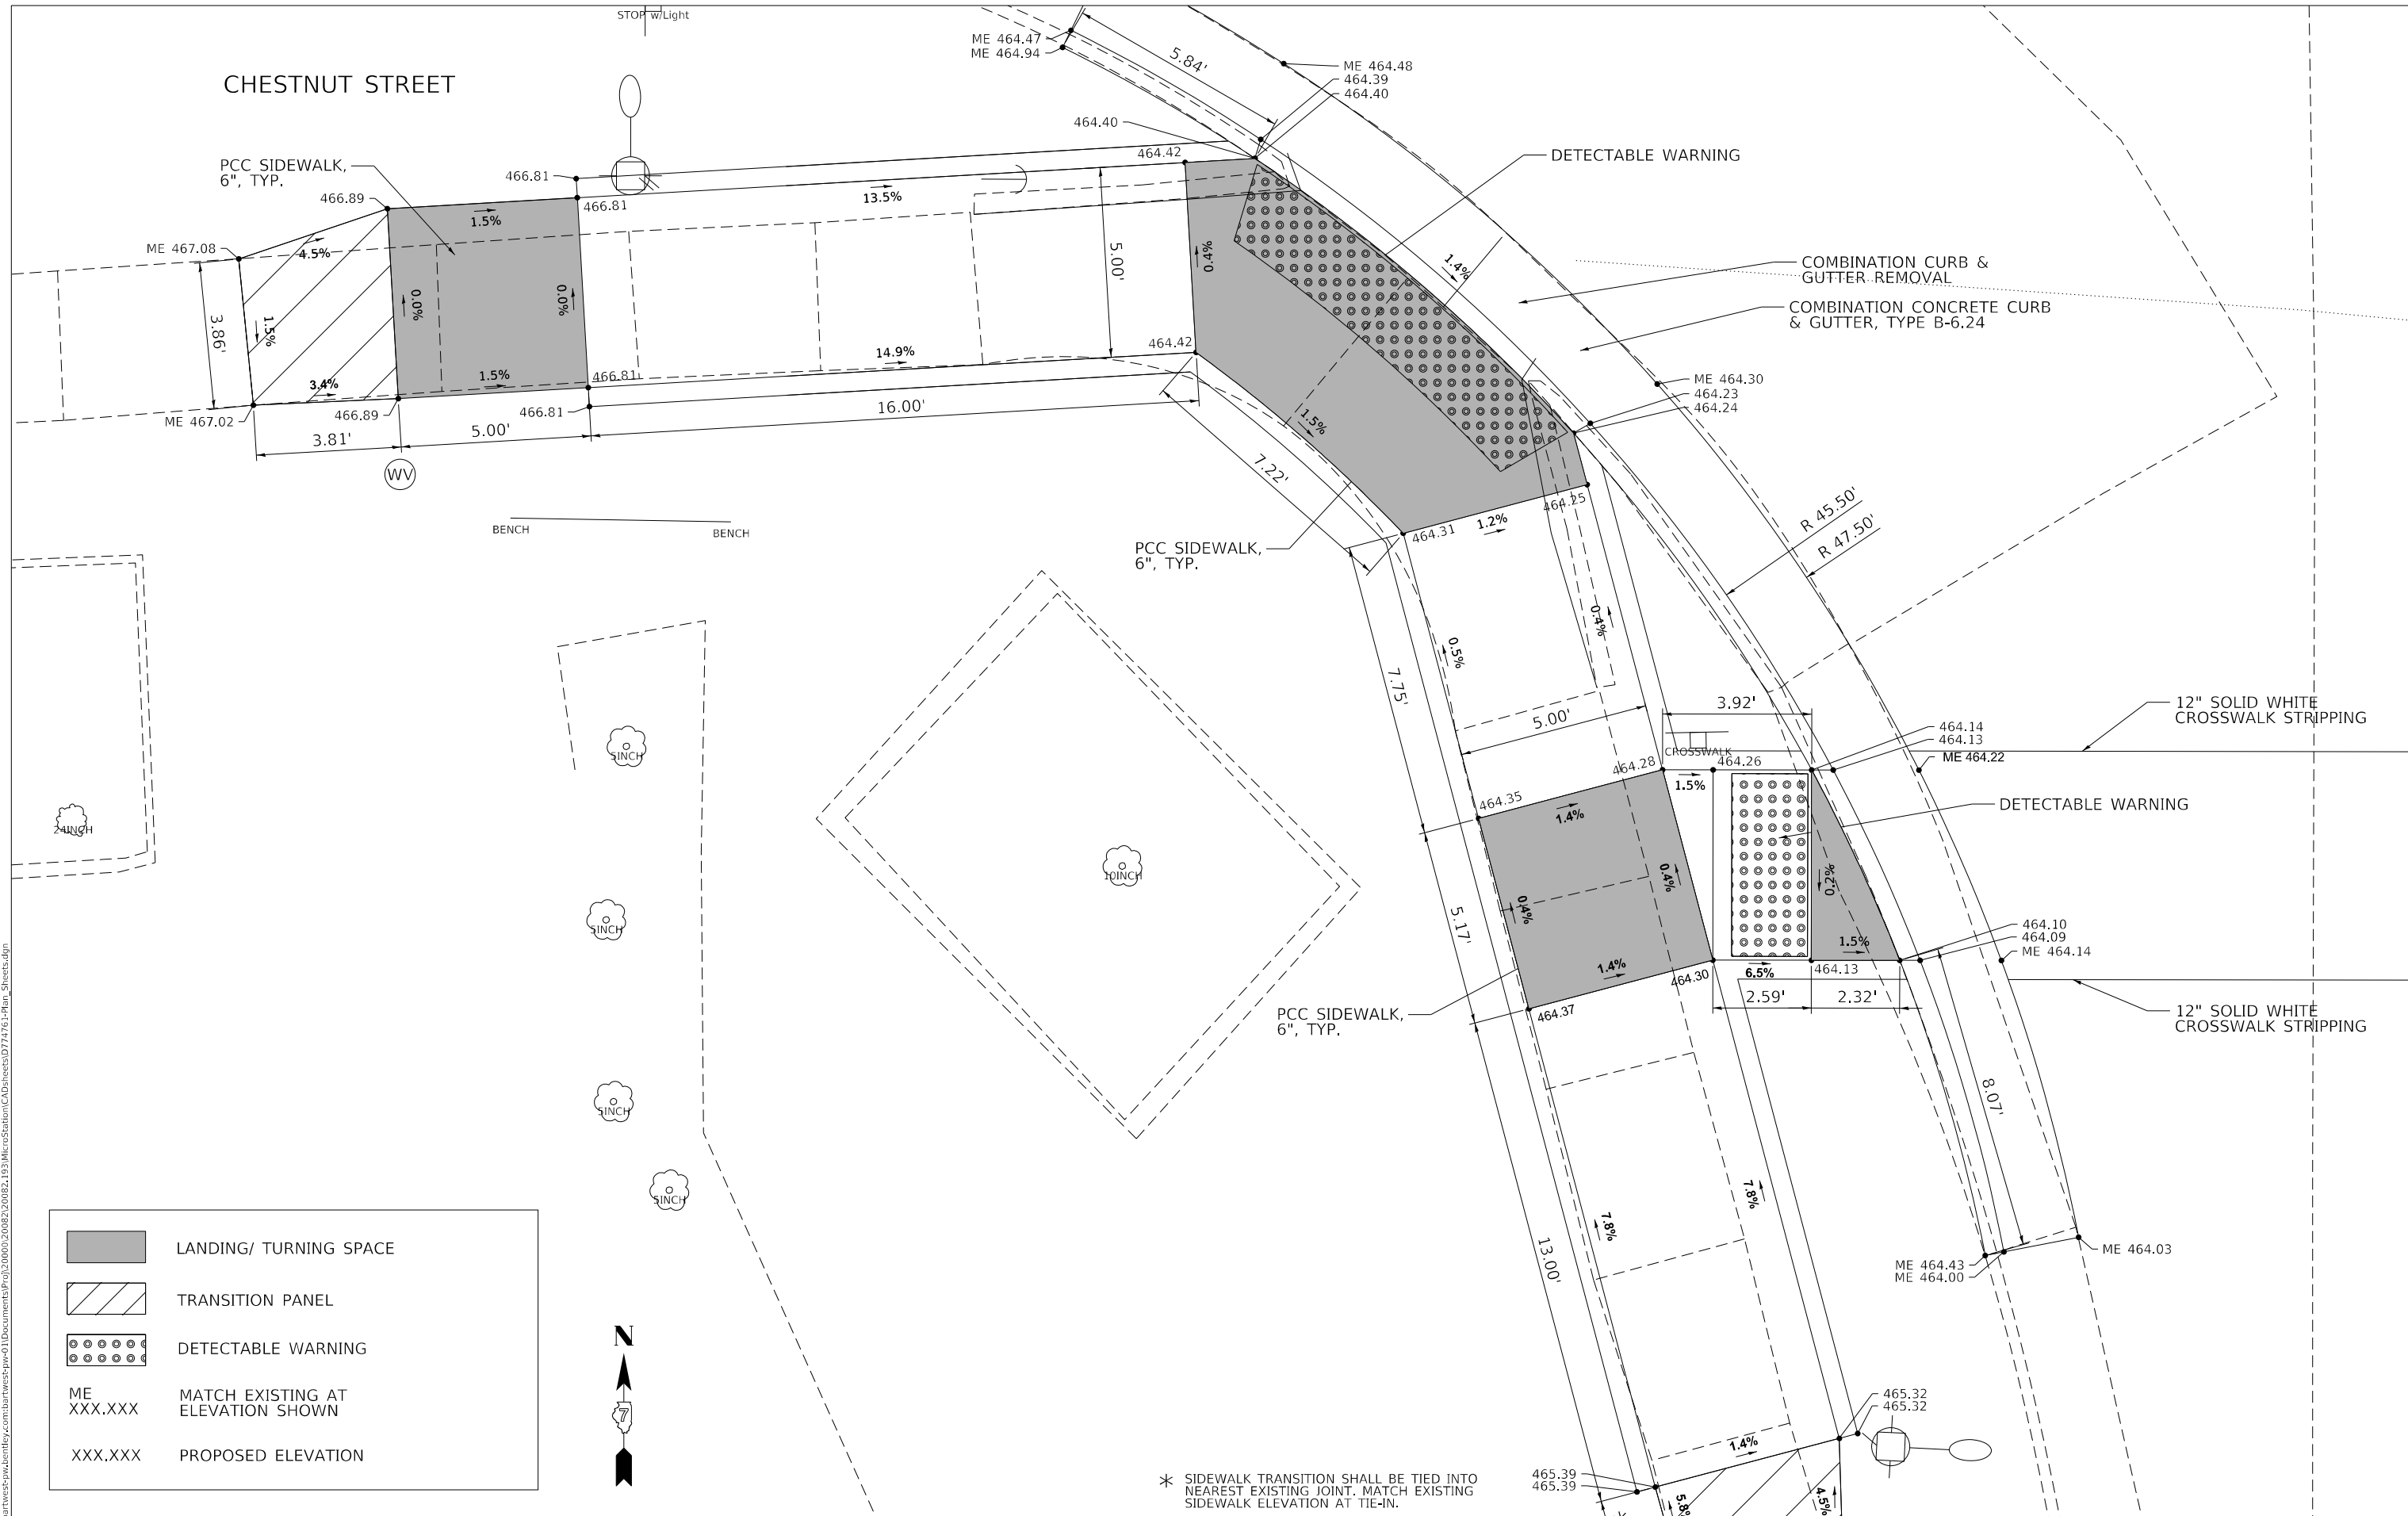 STOP w/Light
CHESTNUT STREET
ME 464.47
ME 464.94
5.84'
ME 464.48
464.39
464.40
464.40
464.42
DETECTABLE WARNING
PCC SIDEWALK,
6", TYP.
466.81
466.89
466.81
1.5%
13.5%
ME 467.08
4.5%
0.0%
0.0%
5.00'
0.4%
1.4%
COMBINATION CURB &
GUTTER REMOVAL
COMBINATION CONCRETE CURB
& GUTTER, TYPE B-6.24
3.86'
1.5%
14.9%
464.42
3.4%
1.5%
466.81
466.89
466.81
ME 467.02
16.00'
3.81'
5.00'
WV
ME 464.30
464.23
464.24
1.5%
7.22'
BENCH
BENCH
464.25
464.31
1.2%
PCC SIDEWALK,
6", TYP.
R 45.50'
R 47.50'
0.5%
0.4%
7.75'
5.00'
3.92'
12" SOLID WHITE
CROSSWALK STRIPPING
CROSSWALK
464.14
464.13
ME 464.22
464.28
464.26
1.5%
5INCH
464.35
1.4%
DETECTABLE WARNING
24INCH
10INCH
0.4%
0.4%
0.2%
5INCH
5.17'
464.10
464.09
ME 464.14
1.5%
1.4%
464.30
6.5%
464.13
2.59'
2.32'
464.37
PCC SIDEWALK,
6", TYP.
12" SOLID WHITE
CROSSWALK STRIPPING
5INCH
8.07'
5INCH
7.8%
7.8%
13.00'
ME 464.03
ME 464.43
ME 464.00
LANDING/ TURNING SPACE
TRANSITION PANEL
DETECTABLE WARNING
ME
XXX.XXX
MATCH EXISTING AT
ELEVATION SHOWN
XXX.XXX
PROPOSED ELEVATION
N
7
465.32
465.32
1.4%
465.39
465.39
5.8%
4.5%
* SIDEWALK TRANSITION SHALL BE TIED INTO
NEAREST EXISTING JOINT. MATCH EXISTING
SIDEWALK ELEVATION AT TIE-IN.